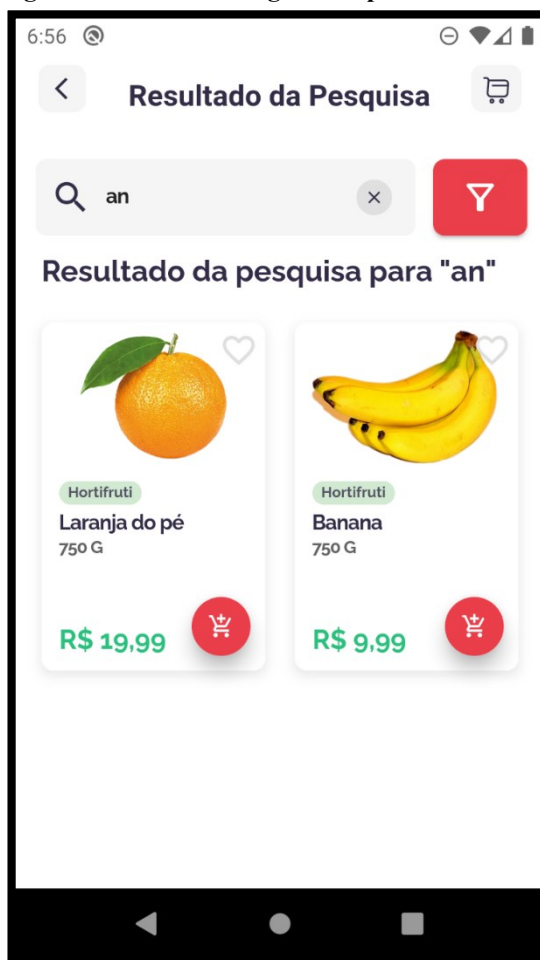 6:56
Resultado da Pesquisa
an
Resultado da pesquisa para "an"
Hortifruti
Laranja do pé
750 G
R$ 19,99
Hortifruti
Banana
750 G
R$ 9,99